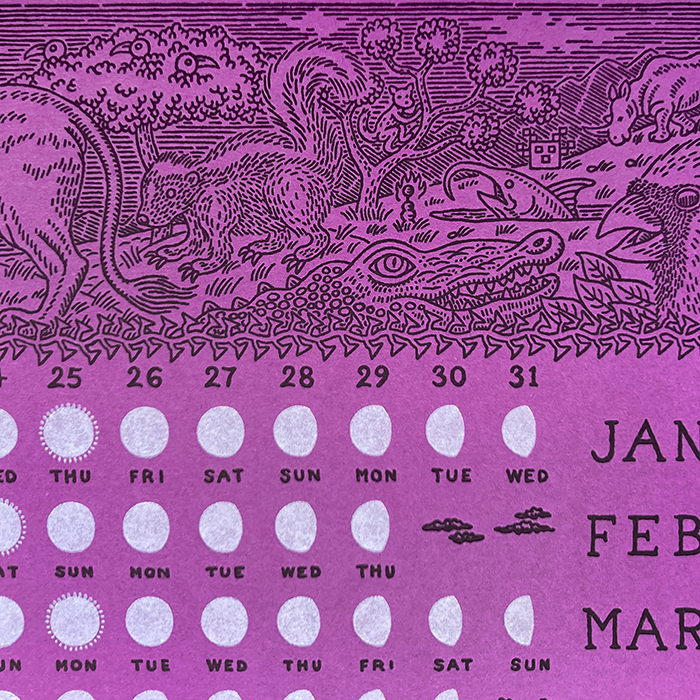 25 26 27 28 29 30 31
ED THU FRI SAT SUN MON TUE WED
JAN
AT SUN MON TUE WED THU
FEB
UN MON TUE WED THU FRI SAT SUN
MAR